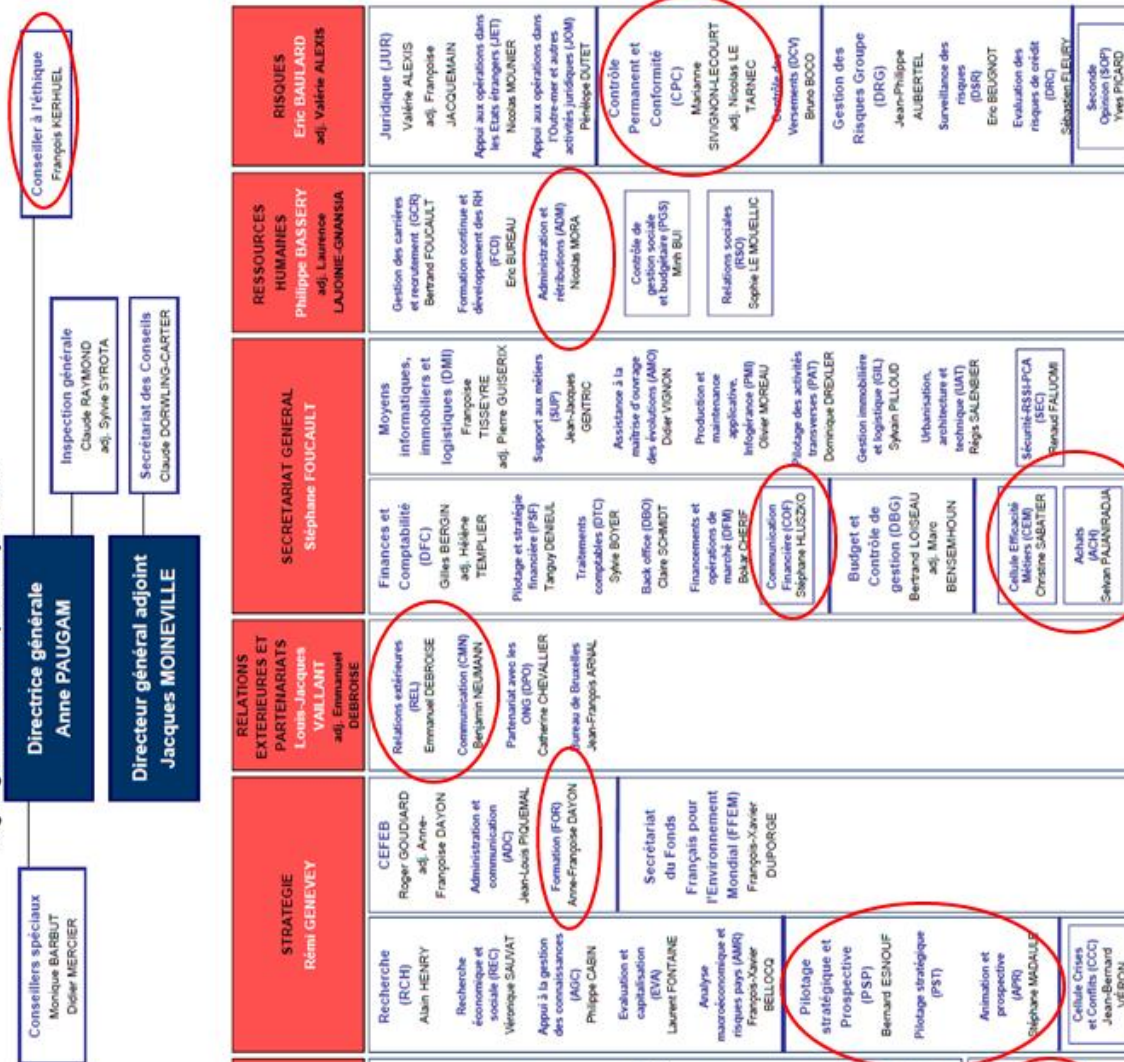 Conseillers spéciaux
Monique BARBUT
Didier MERCIER
Directrice générale
Anne PAUGAM
Directeur général adjoint
Jacques MOINEVILLE
Inspection générale
Claude RAYMOND
adj. Sylvie SYROTA
Secrétariat des Conseils
Claude DORWLING-CARTER
Conseiller à l'éthique
François KERHUEL
STRATEGIE
Rémi GENEVEY
Recherche
(RCH)
Alain HENRY
Recherche
économique et
sociale (REC)
Véronique SAUVAT
Appui à la gestion
des connaissances
(AGC)
Philippe CABIN
Evaluation et
capitalisation
(EVA)
Laurent FONTAINE
Analyse
macroéconomique et
risques pays (AMR)
François-Xavier
BELLOCQ
Pilotage
stratégique et
Prospective
(PSP)
Bernard ESNOUF
Pilotage stratégique
(PST)
Animation et
prospective
(APR)
Stéphane MADAULE
Cellule Crises
et Conflits (CCC)
Jean-Bernard
VÉRON
CEFEB
Roger GOUDIARD
adj. Anne-
Françoise DAYON
Administration et
communication
(ADC)
Jean-Louis PIQUEMAL
Formation (FOR)
Anne-Françoise DAYON
Secrétariat
du Fonds
Français pour
l'Environnement
Mondial (FFEM)
François-Xavier
DUPORGE
RELATIONS
EXTERIEURES ET
PARTENARIATS
Louis-Jacques
VAILLANT
adj. Emmanuel
DEBROISE
Relations extérieures
(REL)
Emmanuel DEBROISE
Communication (CMN)
Benjamin NEUMANN
Partenariat avec les
ONG (DPO)
Catherine CHEVALLIER
Bureau de Bruxelles
Jean-François ARNAL
SECRETARIAT GENERAL
Stéphane FOUCAULT
Finances et
Comptabilité
(DFC)
Gilles BERGIN
adj. Hélène
TEMPLIER
Pilotage et stratégie
financière (PSF)
Tanguy DENIEUL
Traitements
comptables (DTC)
Sylvie BOYER
Back office (DBO)
Claire SCHMIDT
Financements et
opérations de
marché (DFM)
Bokar CHERIF
Communication
Financière (COF)
Stéphane HLUSZKO
Budget et
Contrôle de
gestion (DBG)
Bertrand LOISEAU
adj. Marc
BENSEMHOUN
Cellule Efficacité
Métiers (CEM)
Christine SABATIER
Achats
(ACH)
Selvan PAJANIRADJA
Moyens
informatiques,
immobiliers et
logistiques (DMI)
Françoise
TISSEYRE
adj. Pierre GUISERIX
Support aux métiers
(SUP)
Jean-Jacques
GENTRIC
Assistance à la
maîtrise d'ouvrage
des évolutions (AMO)
Didier VIGNON
Production et
maintenance
applicative,
Infogérance (PMI)
Olivier MOREAU
Pilotage des activités
transverses (PAT)
Dominique DREXLER
Gestion immobilière
et logistique (GIL)
Sylvain PILLOUD
Urbanisation,
architecture et
technique (UAT)
Régis SALENBIER
Sécurité-RSSI-PCA
(SEC)
Renaud FALUOMI
RESSOURCES
HUMAINES
Philippe BASSERY
adj. Laurence
LAJOINIE-GNANSIA
Gestion des carrières
et recrutement (GCR)
Bertrand FOUCAULT
Formation continue et
développement des RH
(FCD)
Eric BUREAU
Administration et
rétributions (ADM)
Nicolas MORA
Contrôle de
gestion sociale
et budgétaire (PGS)
Minh BUI
Relations sociales
(RSO)
Sophie LE MOUELLIC
RISQUES
Eric BAULARD
adj. Valérie ALEXIS
Juridique (JUR)
Valérie ALEXIS
adj. Françoise
JACQUEMAIN
Appui aux opérations dans
les Etats étrangers (JET)
Nicolas MOUNIER
Appui aux opérations dans
l'Outre-mer et autres
activités juridiques (JOM)
Pénélope DUTET
Contrôle
Permanent et
Conformité
(CPC)
Marianne
SIVIGNON-LECOURT
adj. Nicolas LE
TARNEC
Contrôle des
Versements (DCV)
Bruno BOCO
Gestion des
Risques Groupe
(DRG)
Jean-Philippe
AUBERTEL
Surveillance des
risques
(DSR)
Eric BEUGNOT
Evaluation des
risques de crédit
(DRC)
Sébastien FLEURY
Seconde
Opinion (SOP)
Yves PICARD